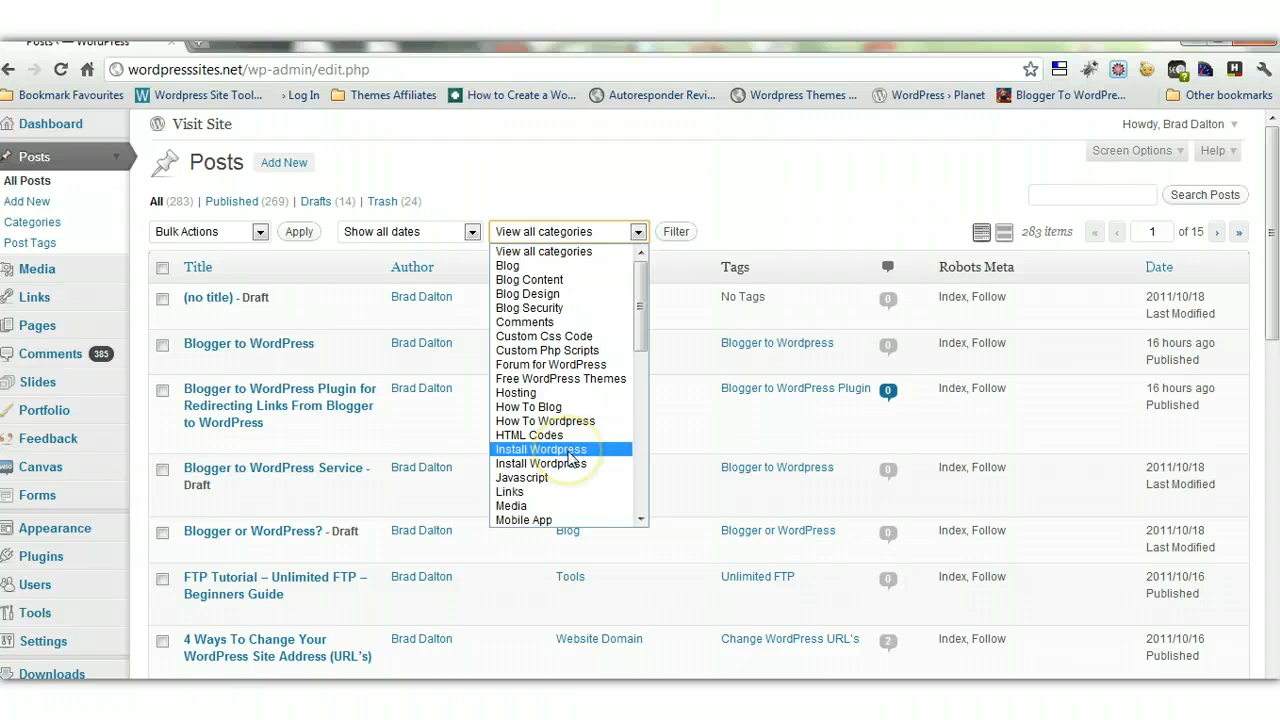 Posts ‹ — WordPress
wordpresssites.net/wp-admin/edit.php
Bookmark Favourites
Wordpress Site Tool...
› Log In
Themes Affiliates
How to Create a Wo...
Autoresponder Revi...
Wordpress Themes ...
WordPress › Planet
Blogger To WordPre...
Other bookmarks
Dashboard
Posts
All Posts
Add New
Categories
Post Tags
Media
Links
Pages
Comments 385
Slides
Portfolio
Feedback
Canvas
Forms
Appearance
Plugins
Users
Tools
Settings
Downloads
Visit Site
Howdy, Brad Dalton
Posts Add New
Screen Options
Help
All (283) | Published (269) | Drafts (14) | Trash (24)
Search Posts
Bulk Actions
Apply
Show all dates
View all categories
Filter
283 items
« ‹ 1 of 15 › »
View all categories
Blog
Blog Content
Blog Design
Blog Security
Comments
Custom Css Code
Custom Php Scripts
Forum for WordPress
Free WordPress Themes
Hosting
How To Blog
How To Wordpress
HTML Codes
Install Wordpress
Install Wordpress
Javascript
Links
Media
Mobile App
Title
Author
Tags
Robots Meta
Date
(no title) - Draft
Brad Dalton
No Tags
0
Index, Follow
2011/10/18
Last Modified
Blogger to WordPress
Brad Dalton
Blogger to WordPress
0
Index, Follow
16 hours ago
Published
Blogger to WordPress Plugin for
Redirecting Links From Blogger
to WordPress
Brad Dalton
Blogger to WordPress Plugin
0
Index, Follow
16 hours ago
Published
Blogger to WordPress Service -
Draft
Brad Dalton
Blogger to WordPress
0
Index, Follow
2011/10/18
Last Modified
Blogger or WordPress? - Draft
Brad Dalton
Blog
Blogger or WordPress
0
Index, Follow
2011/10/18
Last Modified
FTP Tutorial – Unlimited FTP –
Beginners Guide
Brad Dalton
Tools
Unlimited FTP
0
Index, Follow
2011/10/16
Published
4 Ways To Change Your
WordPress Site Address (URL's)
Brad Dalton
Website Domain
Change WordPress URL's
2
Index, Follow
2011/10/16
Published